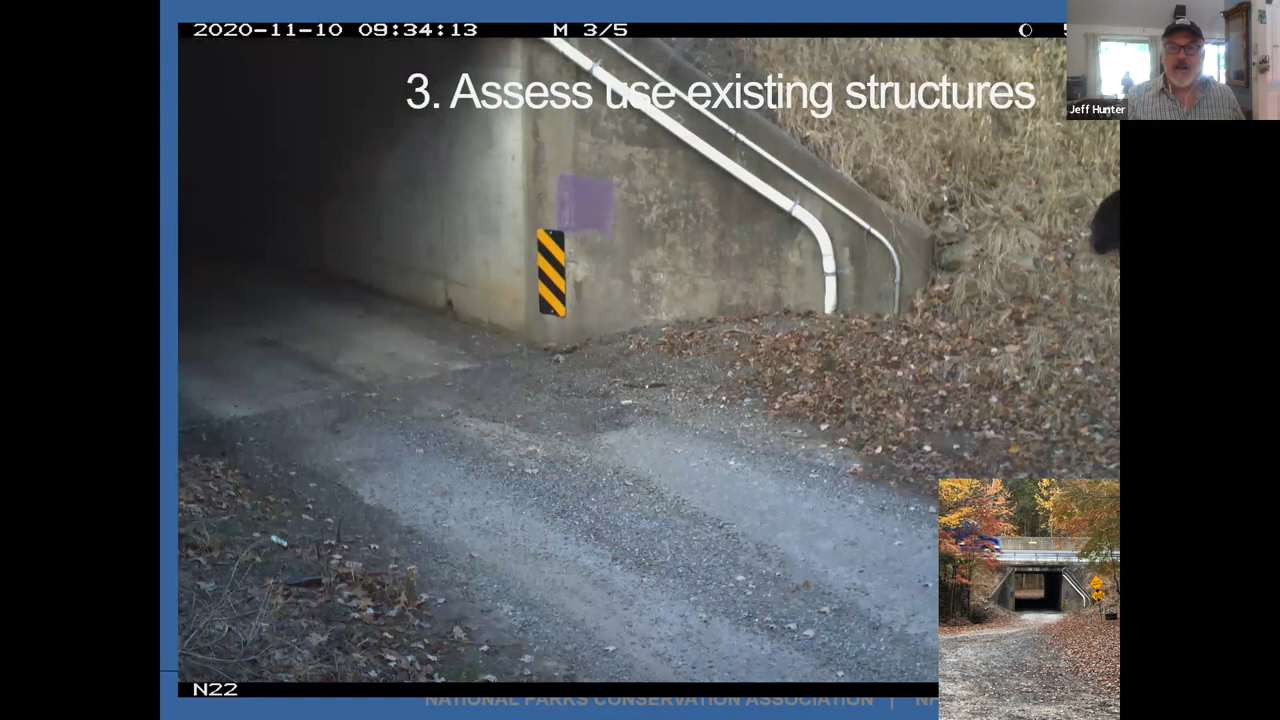 2020-11-10 09:34:13 M 3/5
3. Assess use existing structures
Jeff Hunter
N22
NATIONAL PARKS CONSERVATION ASSOCIATION |